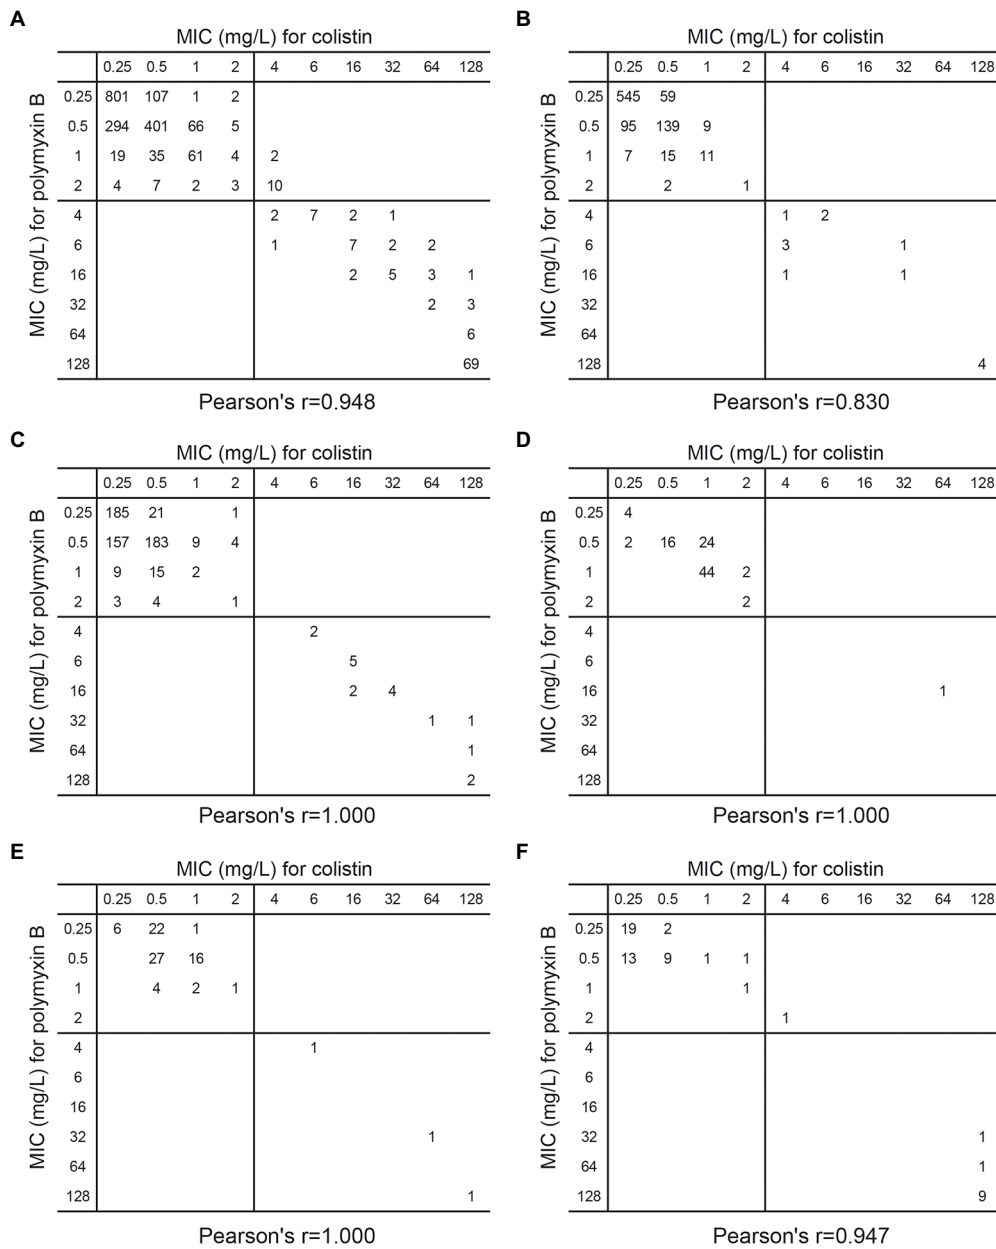 A
MIC (mg/L) for colistin
MIC (mg/L) for polymyxin B
0.25 0.5 1 2 4 6 16 32 64 128
0.25 801 107 1 2
0.5 294 401 66 5
1 19 35 61 4 2
2 4 7 2 3 10
4 2 7 2 1
6 1 7 2 2
16 2 5 3 1
32 2 3
64 6
128 69
Pearson's r=0.948
B
MIC (mg/L) for colistin
MIC (mg/L) for polymyxin B
0.25 0.5 1 2 4 6 16 32 64 128
0.25 545 59
0.5 95 139 9
1 7 15 11
2 2 1
4 1 2
6 3 1
16 1 1
32
64
128 4
Pearson's r=0.830
C
MIC (mg/L) for colistin
MIC (mg/L) for polymyxin B
0.25 0.5 1 2 4 6 16 32 64 128
0.25 185 21 1
0.5 157 183 9 4
1 9 15 2
2 3 4 1
4 2
6 5
16 2 4
32 1 1
64 1
128 2
Pearson's r=1.000
D
MIC (mg/L) for colistin
MIC (mg/L) for polymyxin B
0.25 0.5 1 2 4 6 16 32 64 128
0.25 4
0.5 2 16 24
1 44 2
2 2
4
6
16 1
32
64
128
Pearson's r=1.000
E
MIC (mg/L) for colistin
MIC (mg/L) for polymyxin B
0.25 0.5 1 2 4 6 16 32 64 128
0.25 6 22 1
0.5 27 16
1 4 2 1
2
4 1
6
16
32 1
64
128 1
Pearson's r=1.000
F
MIC (mg/L) for colistin
MIC (mg/L) for polymyxin B
0.25 0.5 1 2 4 6 16 32 64 128
0.25 19 2
0.5 13 9 1 1
1 1
2 1
4
6
16
32 1
64 1
128 9
Pearson's r=0.947